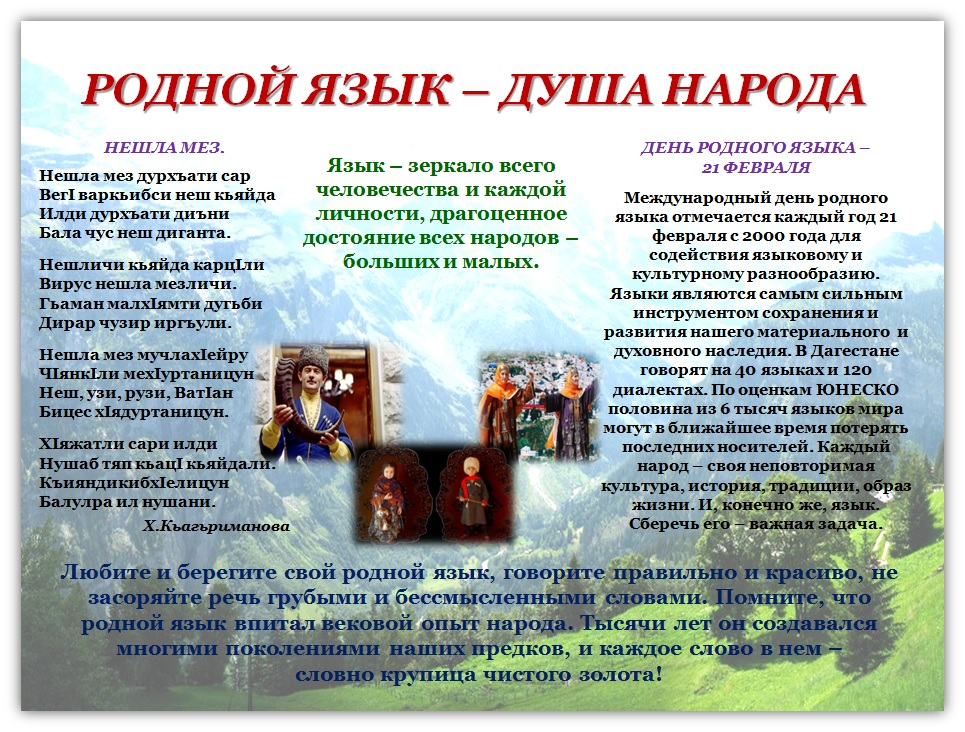 РОДНОЙ ЯЗЫК – ДУША НАРОДА
НЕШЛА МЕЗ.
Нешла мез дурхъати сар
ВегI варкьибси неш кьяйда
Илди дурхъати диъни
Бала чус неш диганта.
Нешличи кьяйда карцIли
Вирус нешла мезличи.
Гьаман малхIямти дугьби
Дирар чузир иргъули.
Нешла мез мучлахIейру
ЧIянкIли мехIуртаницун
Неш, узи, рузи, ВатIан
Бицес хIядуртаницун.
ХIяжатли сари илди
Нушаб тяп кьацI кьяйдали.
КъияндикибхIелицун
Балулра ил нушани.
Х.Кьагьриманова
Язык – зеркало всего
человечества и каждой
личности, драгоценное
достояние всех народов –
больших и малых.
ДЕНЬ РОДНОГО ЯЗЫКА –
21 ФЕВРАЛЯ
Международный день родного
языка отмечается каждый год 21
февраля с 2000 года для
содействия языковому и
культурному разнообразию.
Языки являются самым сильным
инструментом сохранения и
развития нашего материального и
духовного наследия. В Дагестане
говорят на 40 языках и 120
диалектах. По оценкам ЮНЕСКО
половина из 6 тысяч языков мира
могут в ближайшее время потерять
последних носителей. Каждый
народ – своя неповторимая
культура, история, традиции, образ
жизни. И, конечно же, язык.
Сберечь его – важная задача.
Любите и берегите свой родной язык, говорите правильно и красиво, не
засоряйте речь грубыми и бессмысленными словами. Помните, что
родной язык впитал вековой опыт народа. Тысячи лет он создавался
многими поколениями наших предков, и каждое слово в нем –
словно крупица чистого золота!